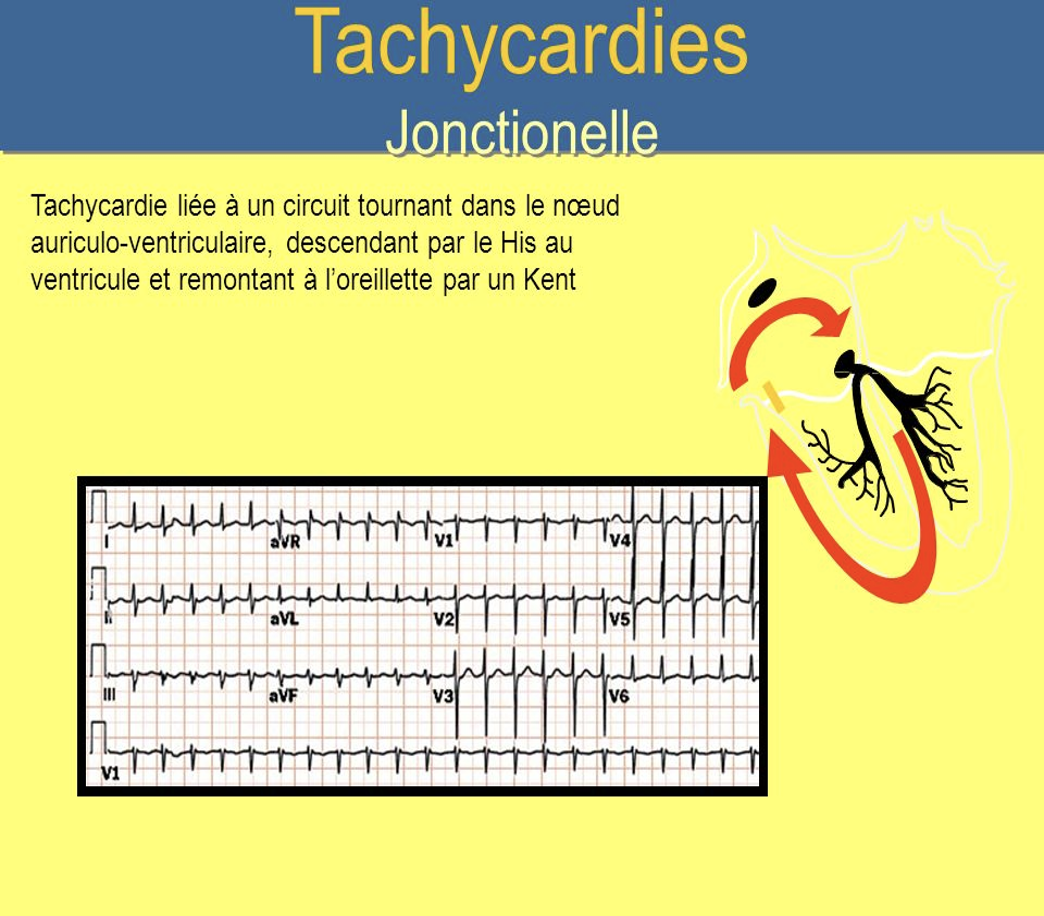 Tachycardies
Jonctionelle
Tachycardie liée à un circuit tournant dans le nœud
auriculo-ventriculaire, descendant par le His au
ventricule et remontant à l’oreillette par un Kent
I aVR V1 V4
II aVL V2 V5
III aVF V3 V6
V1